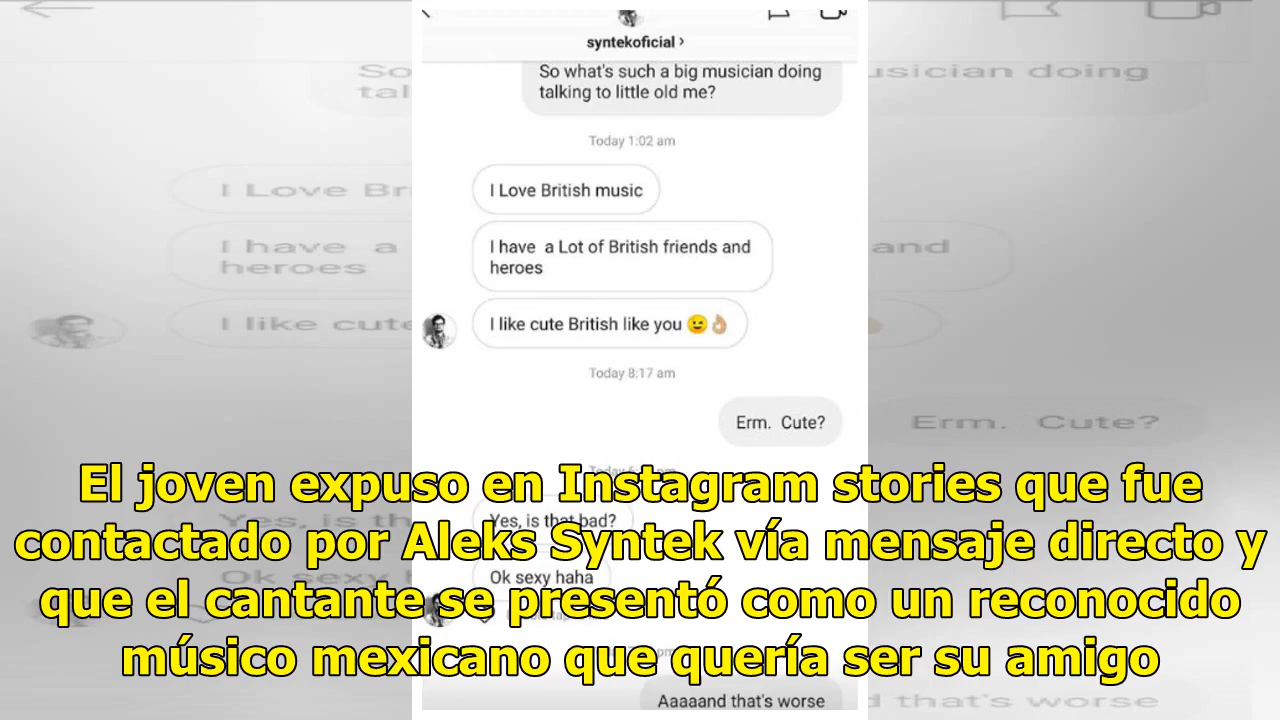 syntekoficial ›
So what's such a big musician doing
talking to little old me?
Today 1:02 am
I Love British music
I have a Lot of British friends and
heroes
I like cute British like you 😉👌🏼
Today 8:17 am
Erm. Cute?
Yes, is that bad?
Ok sexy haha
Aaaaand that's worse
El joven expuso en Instagram stories que fue
contactado por Aleks Syntek vía mensaje directo y
que el cantante se presentó como un reconocido
músico mexicano que quería ser su amigo